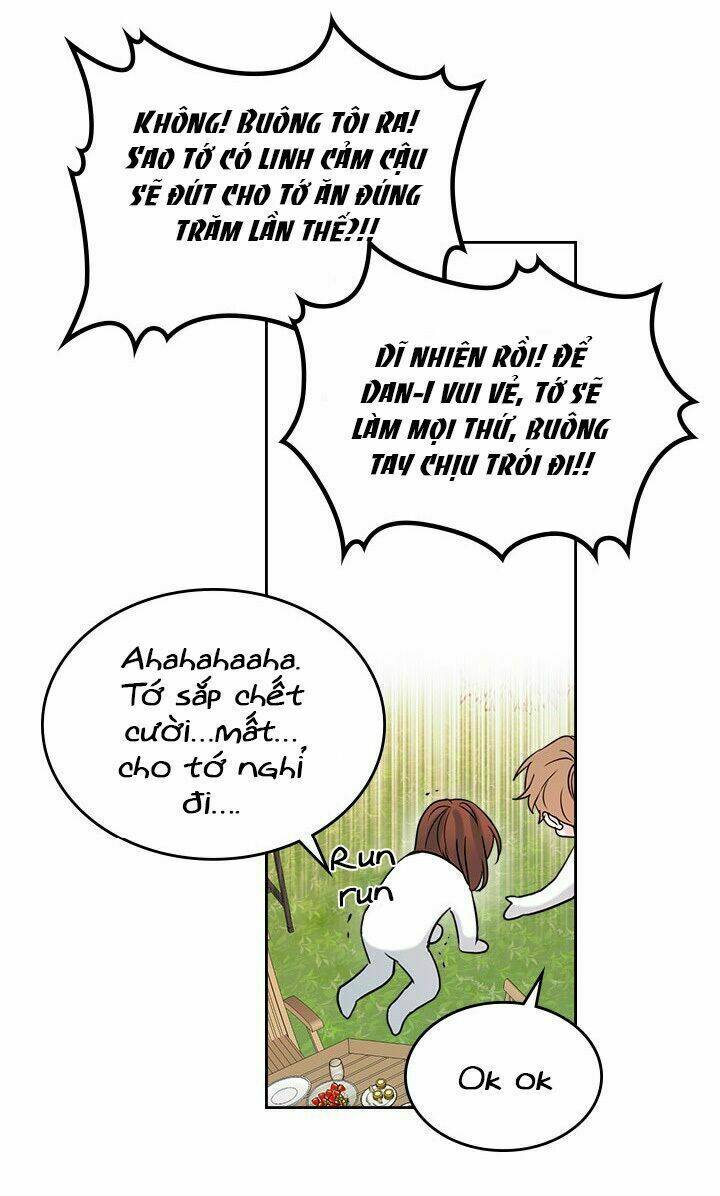 Không! Buông tôi ra!
Sao tớ có linh cảm cậu
sẽ đút cho tớ ăn đúng
trăm lần thế?!!
Dĩ nhiên rồi! Để
Dan-i vui vẻ, tớ sẽ
làm mọi thứ, buông
tay chịu trói đi!!
Ahahahaaha.
Tớ sắp chết
cười...mất...
cho tớ nghỉ
đi....
Run
run
Ok ok